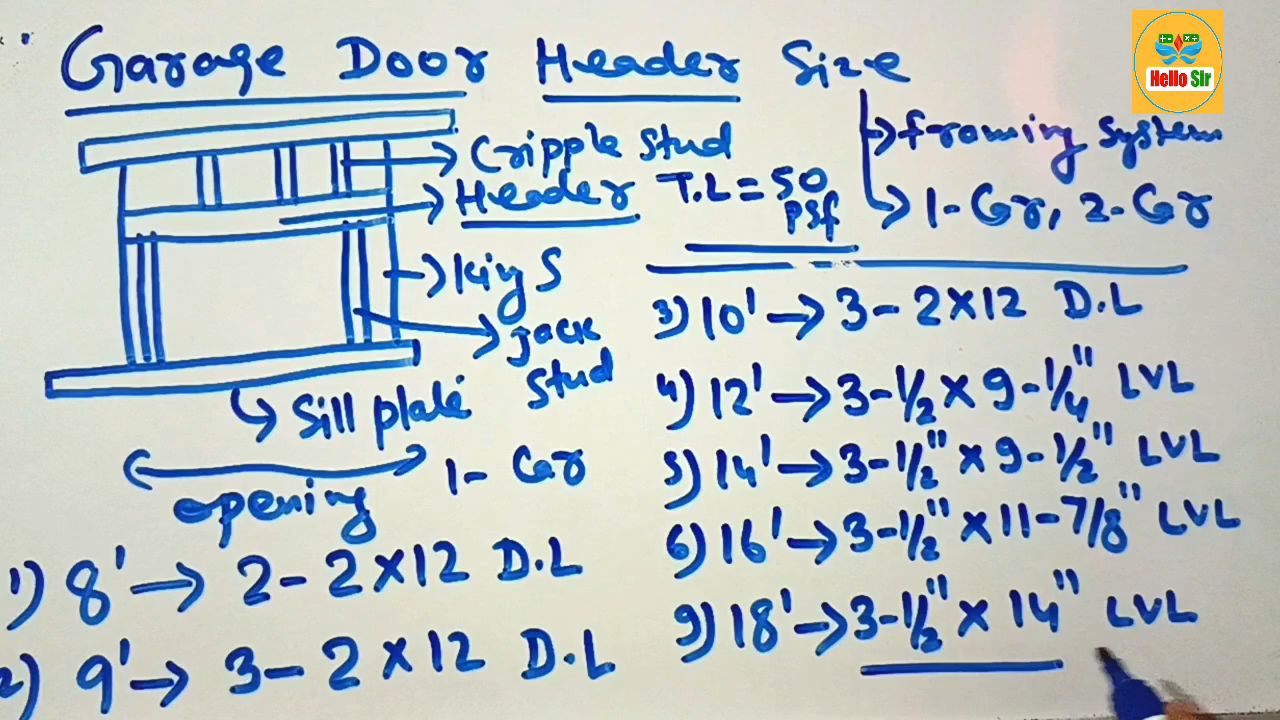 Garage Door Header Size
+- ×÷
Hello Sir
→ framing system
→ 1-Car, 2-Car
→ Cripple stud
→ Header
T.L = 50 psf
→ King S
→ jack stud
→ Sill plate
opening
1- Car
1) 8' → 2-2×12 D.L
2) 9' → 3-2×12 D.L
3) 10' → 3-2×12 D.L
4) 12' → 3-1/2 × 9-1/4" LVL
5) 14' → 3-1/2" × 9-1/2" LVL
6) 16' → 3-1/2" × 11-7/8" LVL
9) 18' → 3-1/2" × 14" LVL